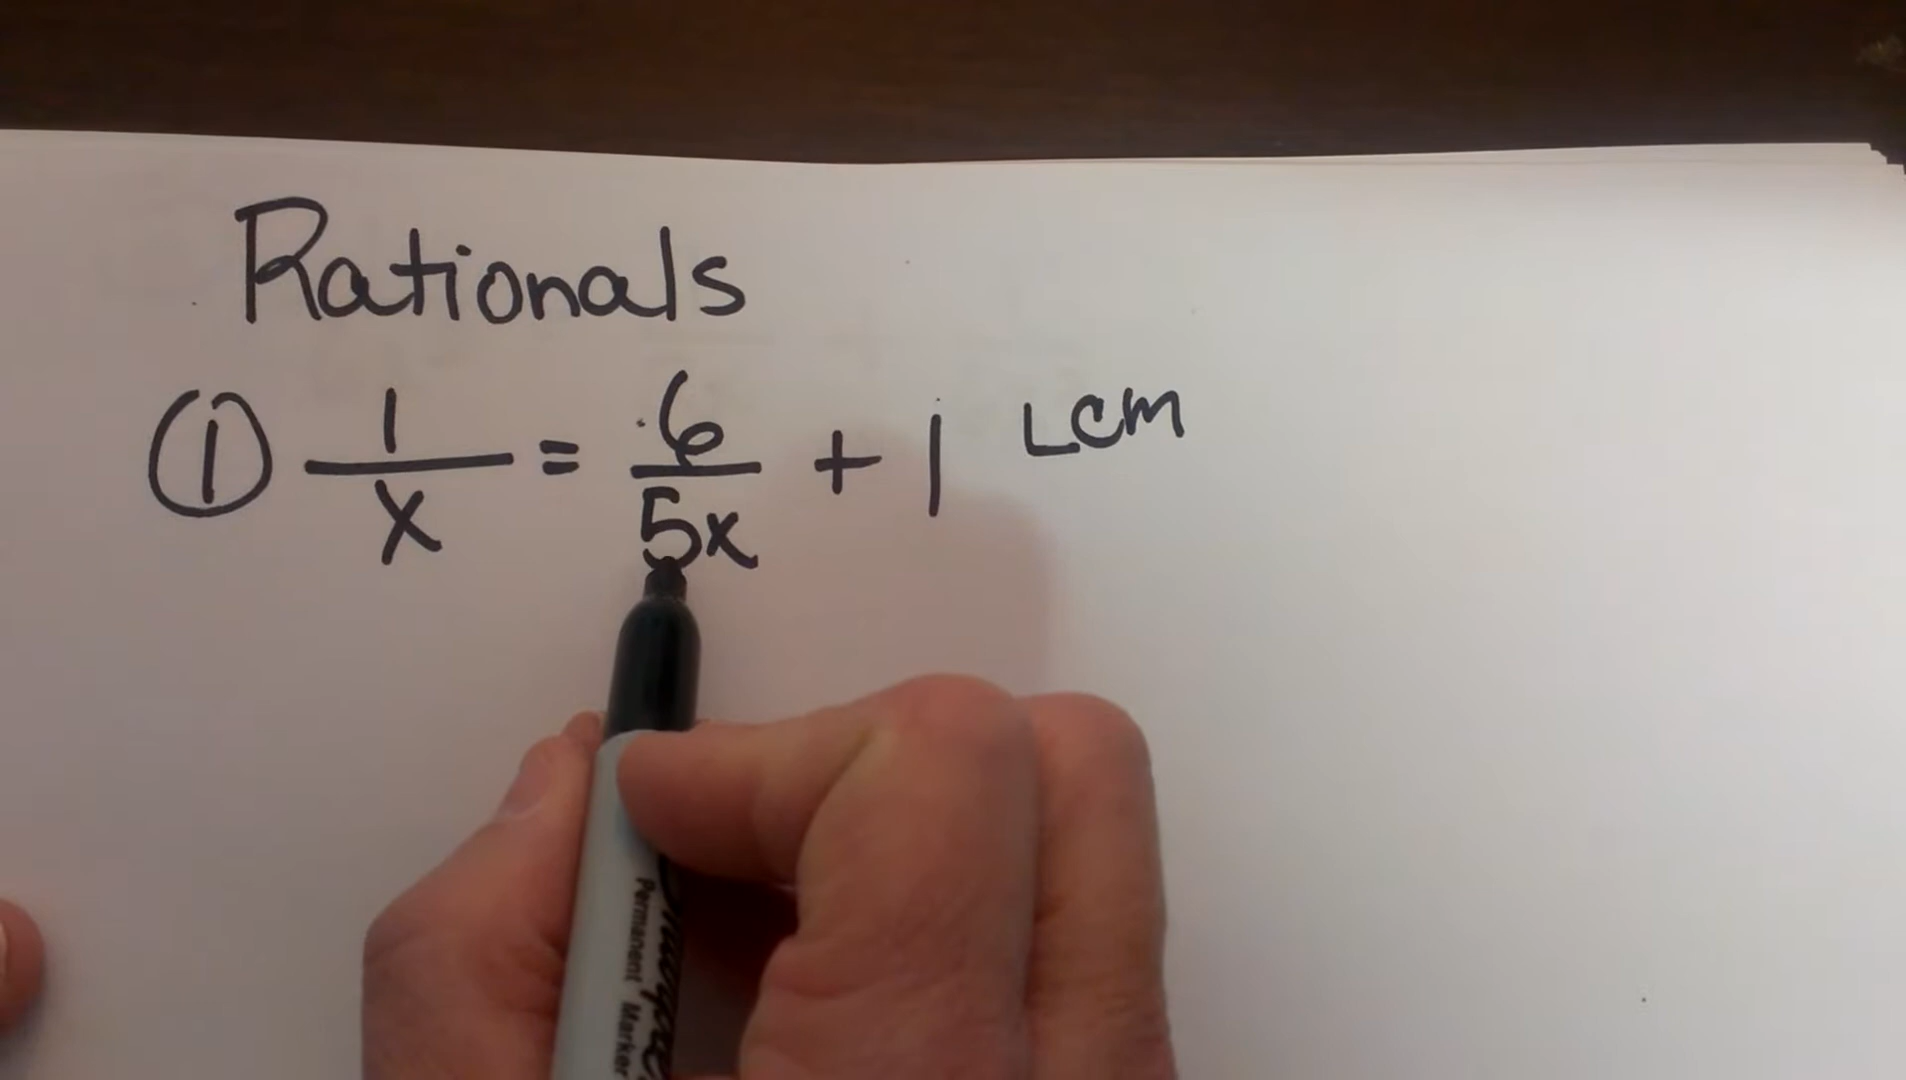 Rationals
① 1/x = 6/5x + 1 LCM
Permanent Marker